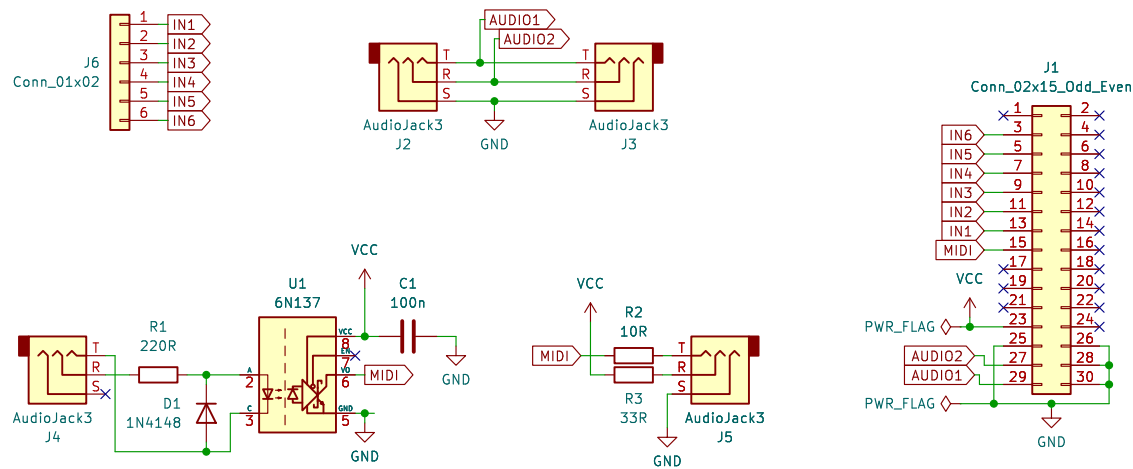 J6
Conn_01x02
1
IN1
2
IN2
3
IN3
4
IN4
5
IN5
6
IN6
AUDIO1
AUDIO2
T
R
S
T
R
S
AudioJack3
J2
GND
AudioJack3
J3
J1
Conn_02x15_Odd_Even
1 2
IN6 3 4
IN5 5 6
IN4 7 8
IN3 9 10
IN2 11 12
IN1 13 14
MIDI 15 16
17 18
VCC 19 20
21 22
PWR_FLAG 23 24
25 26
AUDIO2 27 28
AUDIO1 29 30
PWR_FLAG
GND
R1
220R
T
R
S
AudioJack3
J4
D1
1N4148
VCC
U1
6N137
C1
100n
VCC
8
EN
7
A
2
VO
6
MIDI
C
3
GND
5
GND
GND
VCC
R2
10R
MIDI
T
R
S
R3
33R
AudioJack3
J5
GND